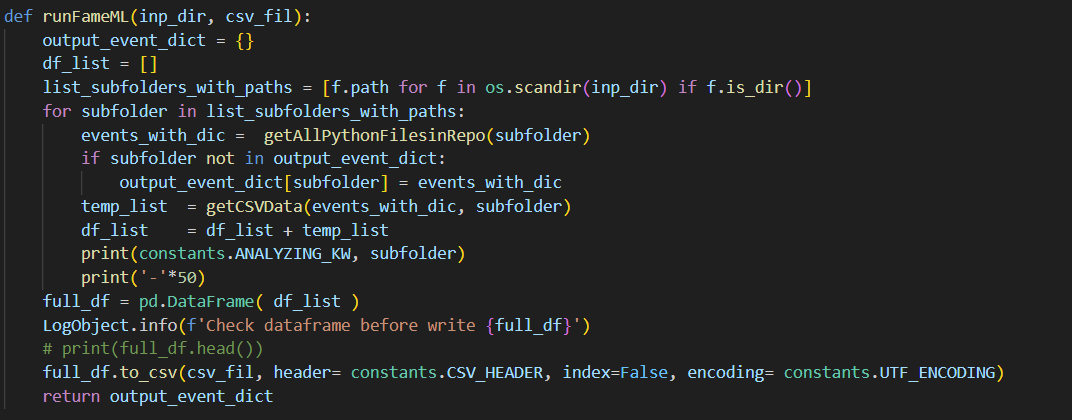 def runFameML(inp_dir, csv_fil):
    output_event_dict = {}
    df_list = []
    list_subfolders_with_paths = [f.path for f in os.scandir(inp_dir) if f.is_dir()]
    for subfolder in list_subfolders_with_paths:
        events_with_dic =  getAllPythonFilesinRepo(subfolder)
        if subfolder not in output_event_dict:
            output_event_dict[subfolder] = events_with_dic
        temp_list  = getCSVData(events_with_dic, subfolder)
        df_list    = df_list + temp_list
        print(constants.ANALYZING_KW, subfolder)
        print('-'*50)
    full_df = pd.DataFrame( df_list )
    LogObject.info(f'Check dataframe before write {full_df}')
    # print(full_df.head())
    full_df.to_csv(csv_fil, header= constants.CSV_HEADER, index=False, encoding= constants.UTF_ENCODING)
    return output_event_dict